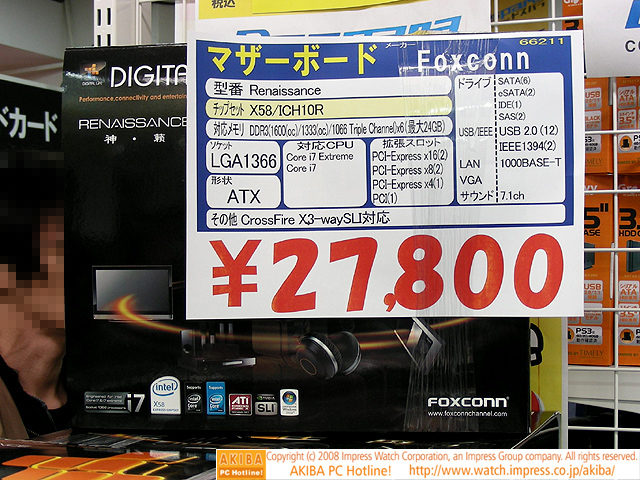 税込
マザーボード
メーカー
Foxconn
66211
型番 Renaissance
チップセット X58/ICH10R
対応メモリ DDR3(1600(oc)/1333(oc)/1066 Triple Channel)x6(最大24GB)
ソケット
LGA1366
形状
ATX
対応CPU
Core i7 Extreme
Core i7
拡張スロット
PCI-Express x16(2)
PCI-Express x8(2)
PCI-Express x4(1)
PCI(1)
ドライブ SATA(6)
eSATA(2)
IDE(1)
SAS(2)
USB/IEEE USB 2.0 (12)
IEEE1394(2)
LAN 1000BASE-T
VGA
サウンド 7.1ch
その他 CrossFire X3-waySLI対応
¥27,800
DIGITA
Performance,connectivity and entertain
RENAISSANCE
神・籟
ドカード
i7
intel
X58
ATI
NVIDIA
SLI
FOXCONN
www.foxconnchannel.com
AKIBA
PC Hotline!
Copyright (c) 2008 Impress Watch Corporation, an Impress Group company. All rights reserved.
AKIBA PC Hotline! http://www.watch.impress.co.jp/akiba/